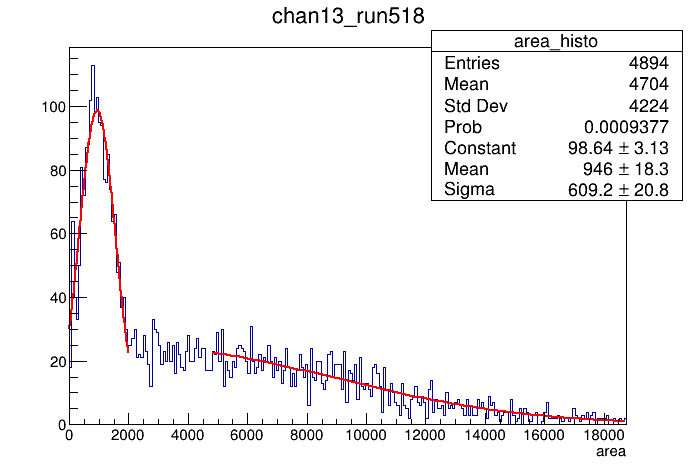 chan13_run518
area_histo
Entries 4894
Mean 4704
Std Dev 4224
Prob 0.0009377
Constant 98.64 ± 3.13
Mean 946 ± 18.3
Sigma 609.2 ± 20.8
100
80
60
40
20
0
0 2000 4000 6000 8000 10000 12000 14000 16000 18000
area